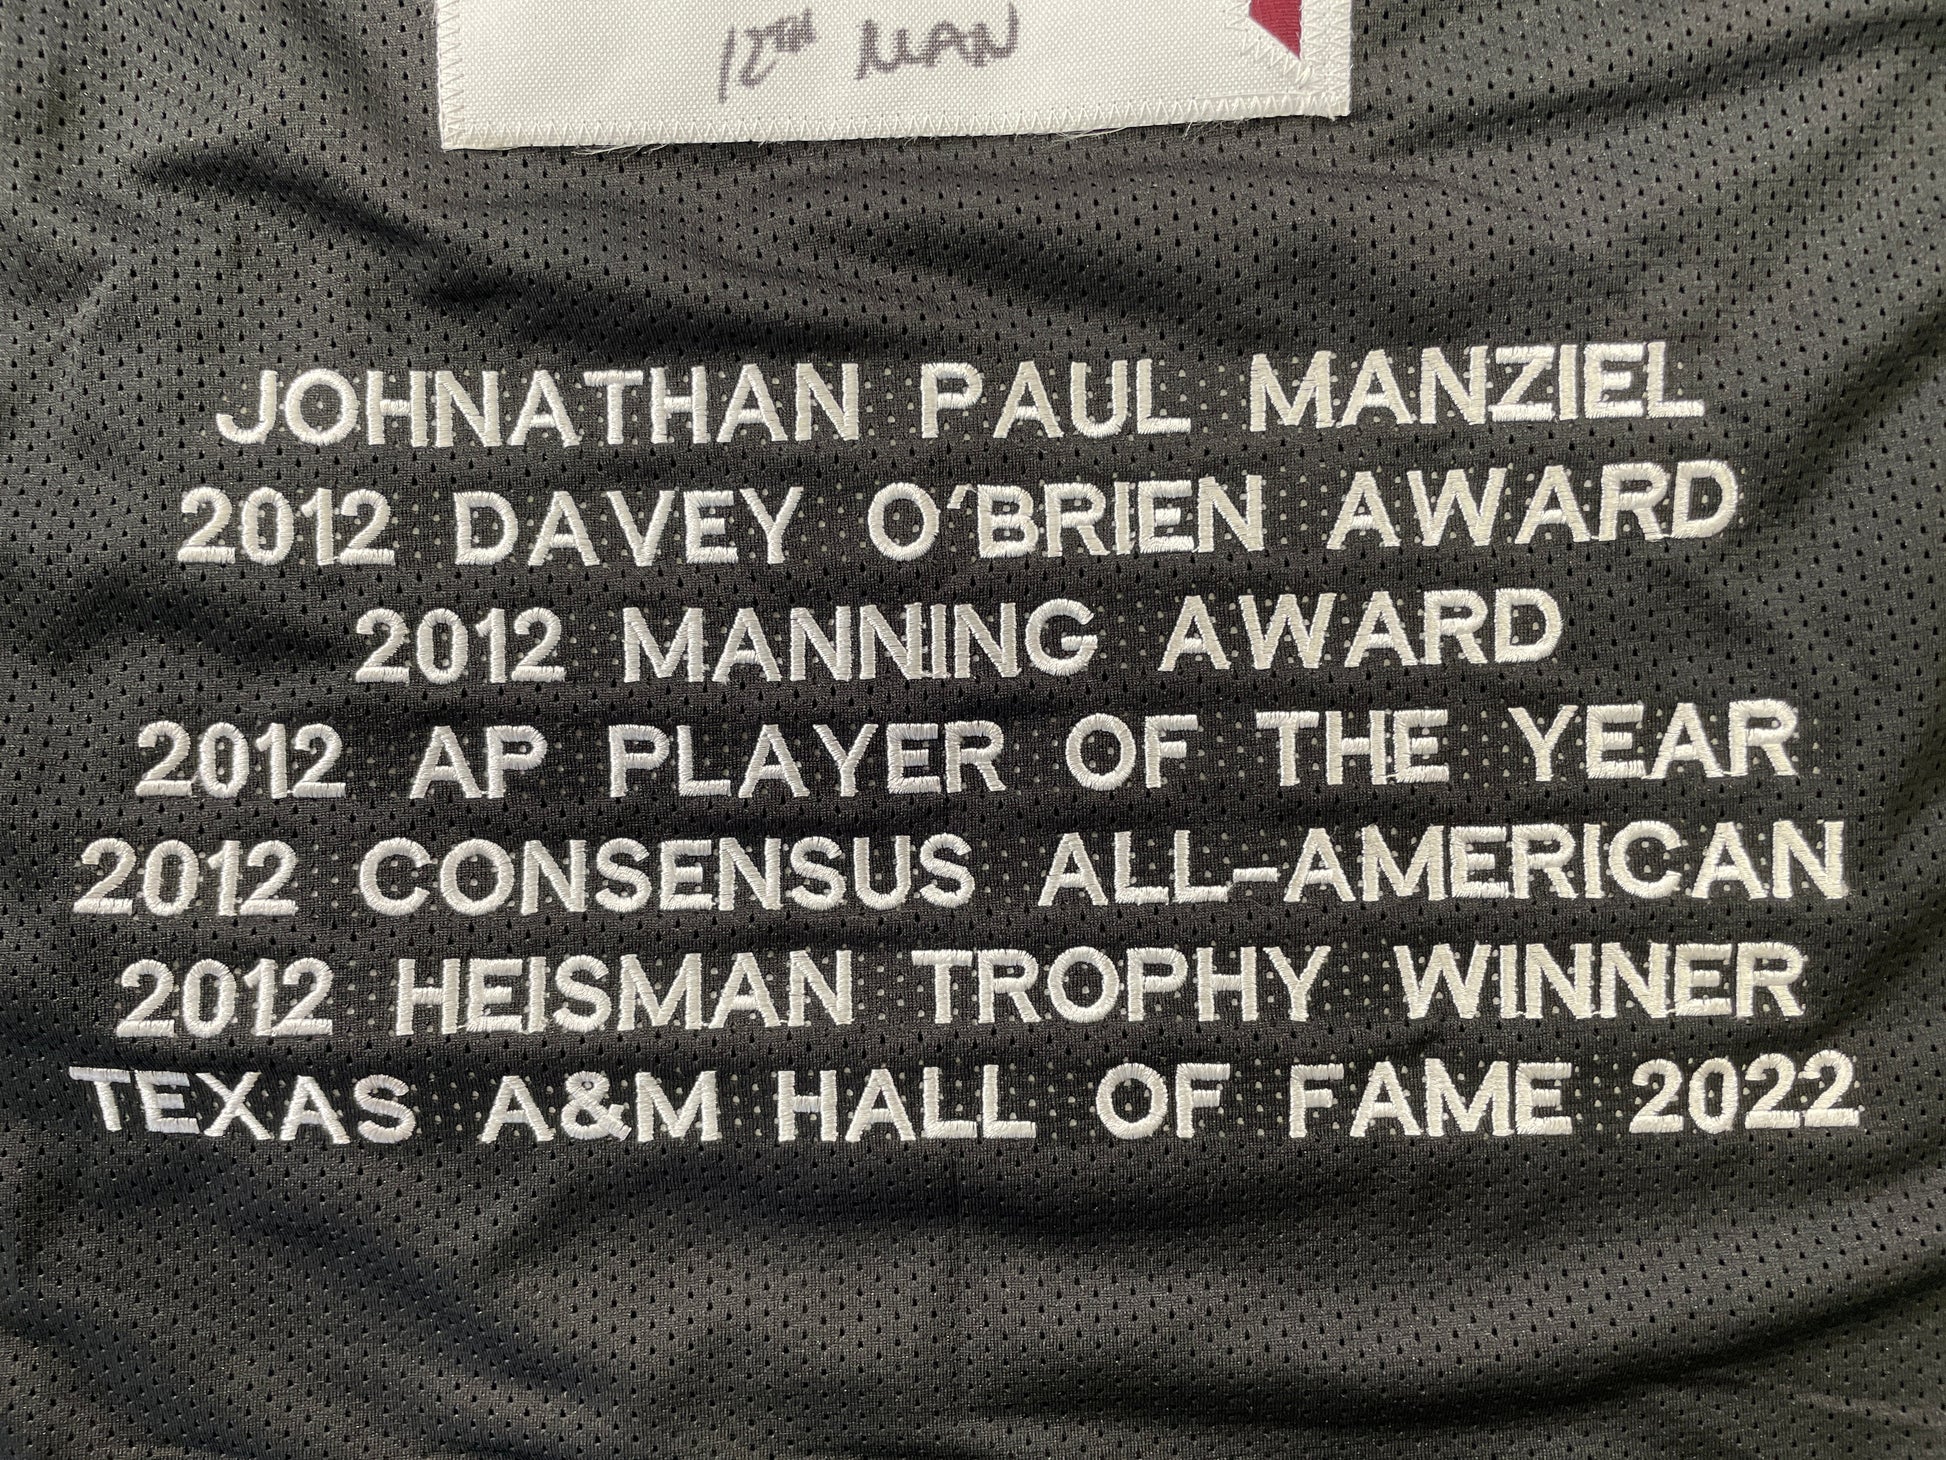 12TH MAN
JOHNATHAN PAUL MANZIEL
2012 DAVEY O'BRIEN AWARD
2012 MANNING AWARD
2012 AP PLAYER OF THE YEAR
2012 CONSENSUS ALL-AMERICAN
2012 HEISMAN TROPHY WINNER
TEXAS A&M HALL OF FAME 2022